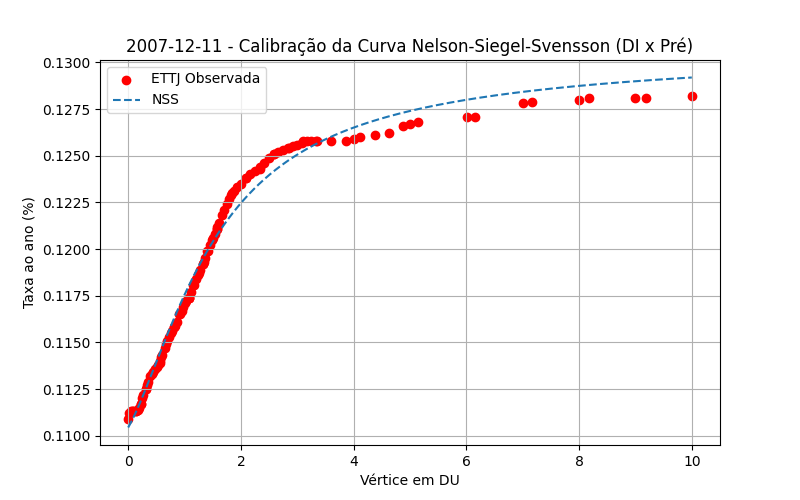 2007-12-11 - Calibração da Curva Nelson-Siegel-Svensson (DI x Pré)
ETTJ Observada
NSS
Taxa ao ano (%)
0.1300
0.1275
0.1250
0.1225
0.1200
0.1175
0.1150
0.1125
0.1100
0 2 4 6 8 10
Vértice em DU